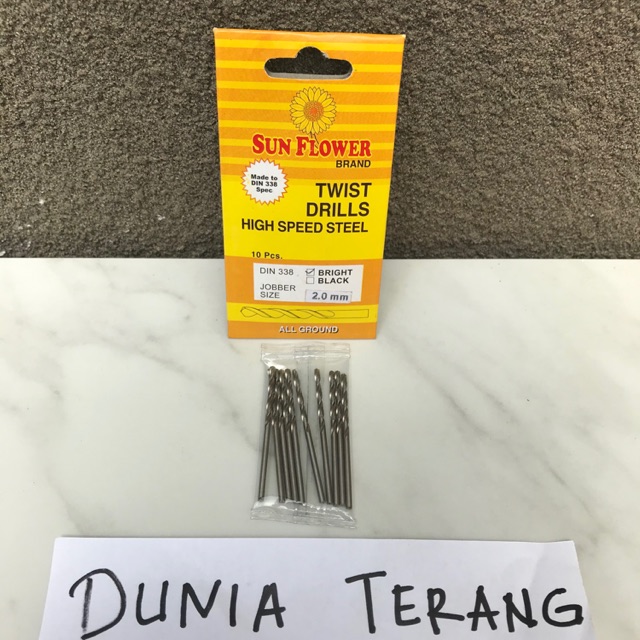 SUN FLOWER
BRAND
Made to
DIN 338
Spec
TWIST
DRILLS
HIGH SPEED STEEL
10 Pcs.
DIN 338
BRIGHT
BLACK
JOBBER
SIZE
2.0 mm
ALL GROUND
DUNIA TERANG